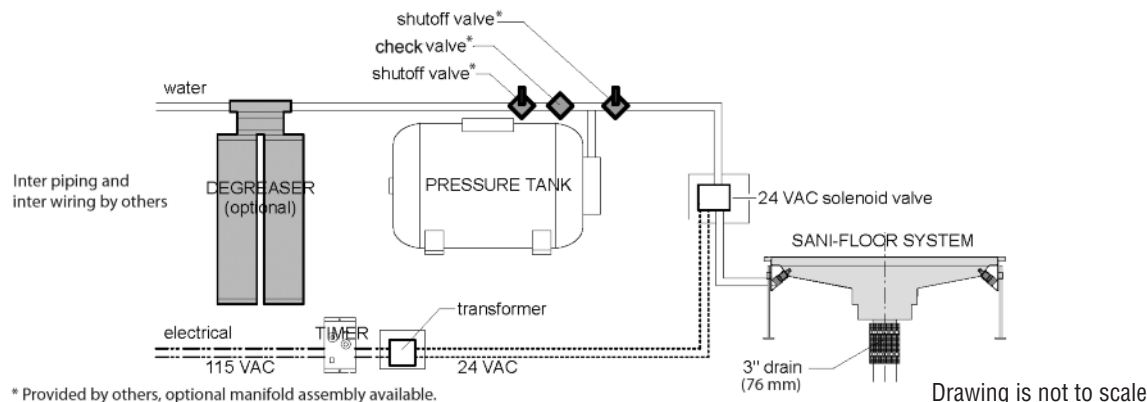 shutoff valve*
check valve*
shutoff valve*
water
Inter piping and
inter wiring by others
DEGREASER
(optional)
PRESSURE TANK
24 VAC solenoid valve
SANI-FLOOR SYSTEM
transformer
electrical
TIMER
115 VAC
24 VAC
3" drain
(76 mm)
* Provided by others, optional manifold assembly available.
Drawing is not to scale